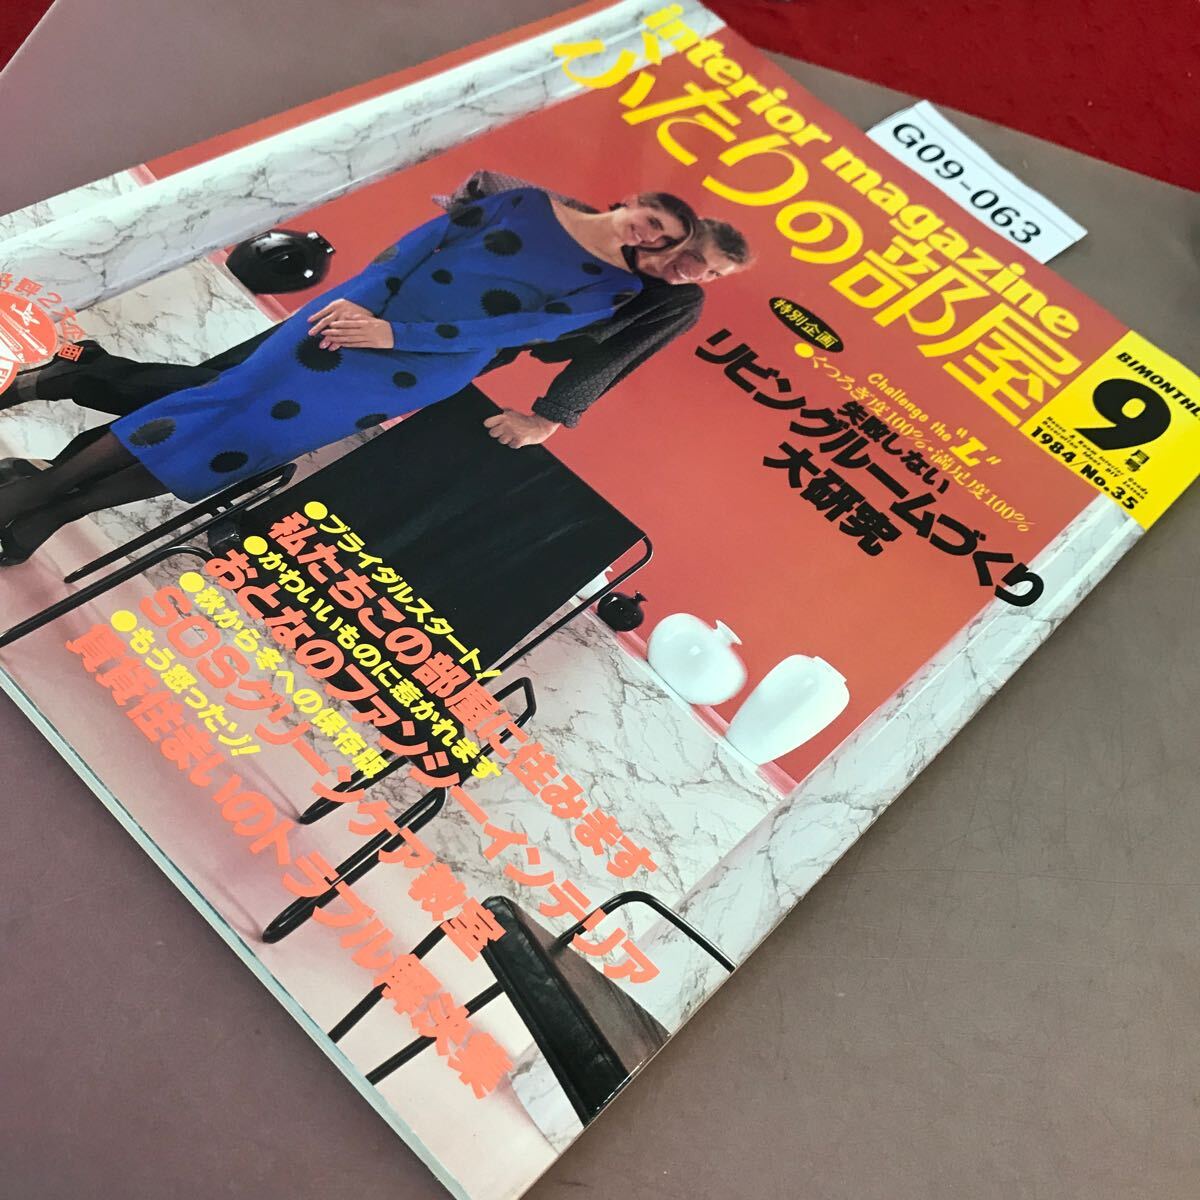 interior magazine
ふたりの部屋
G09-063
BIMONTHLY
9月号
1984/No.35
特別企画
Challenge the "L"
●くつろぎ度100%・満足度100%
失敗しない
リビングルームづくり
大研究
●ブライダルスタート!
私たちこの部屋に住みます
●かわいいものに惹かれます
おとなのファンシーインテリア
●秋から冬への保存版
SOSクリーンケア教室
●もう怒ったゾ!
賃貸住まいのトラブル解決集